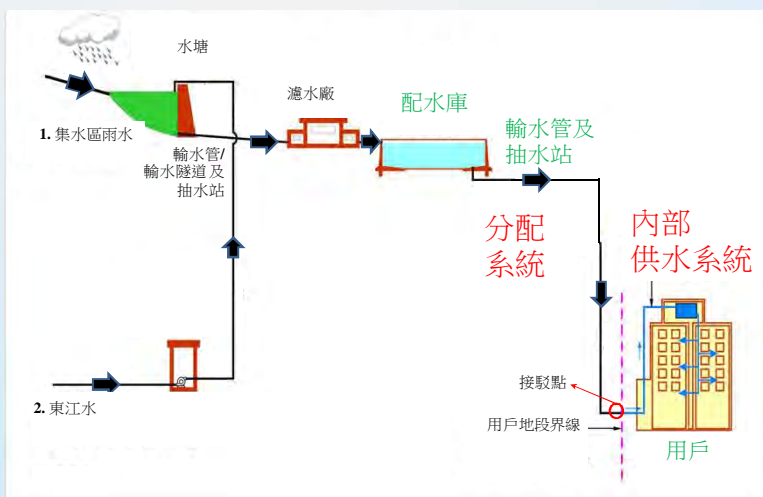 水塘
濾水廠
配水庫
1. 集水區雨水
輸水管/
輸水隧道及
抽水站
輸水管及
抽水站
分配
系統
內部
供水系統
接駁點
2. 東江水
用戶地段界線
用戶